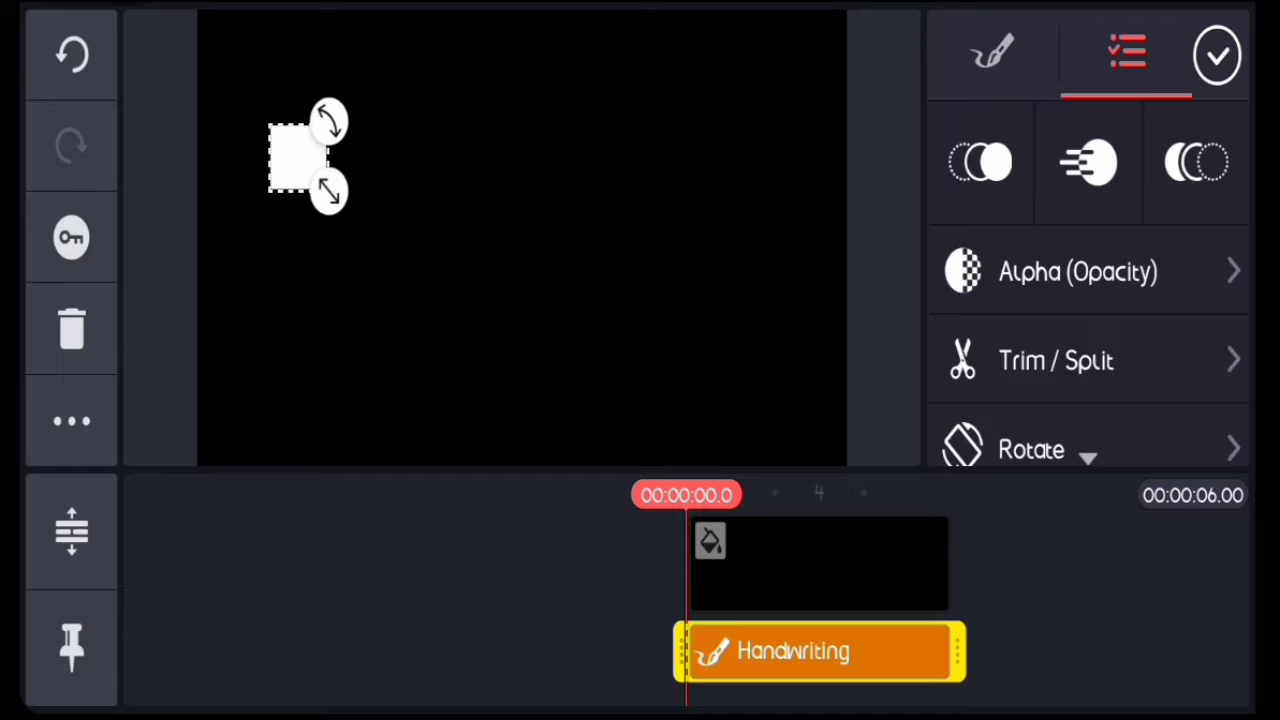 Alpha (Opacity)
Trim / Split
Rotate
00:00:00.0
4
00:00:06.00
Handwriting